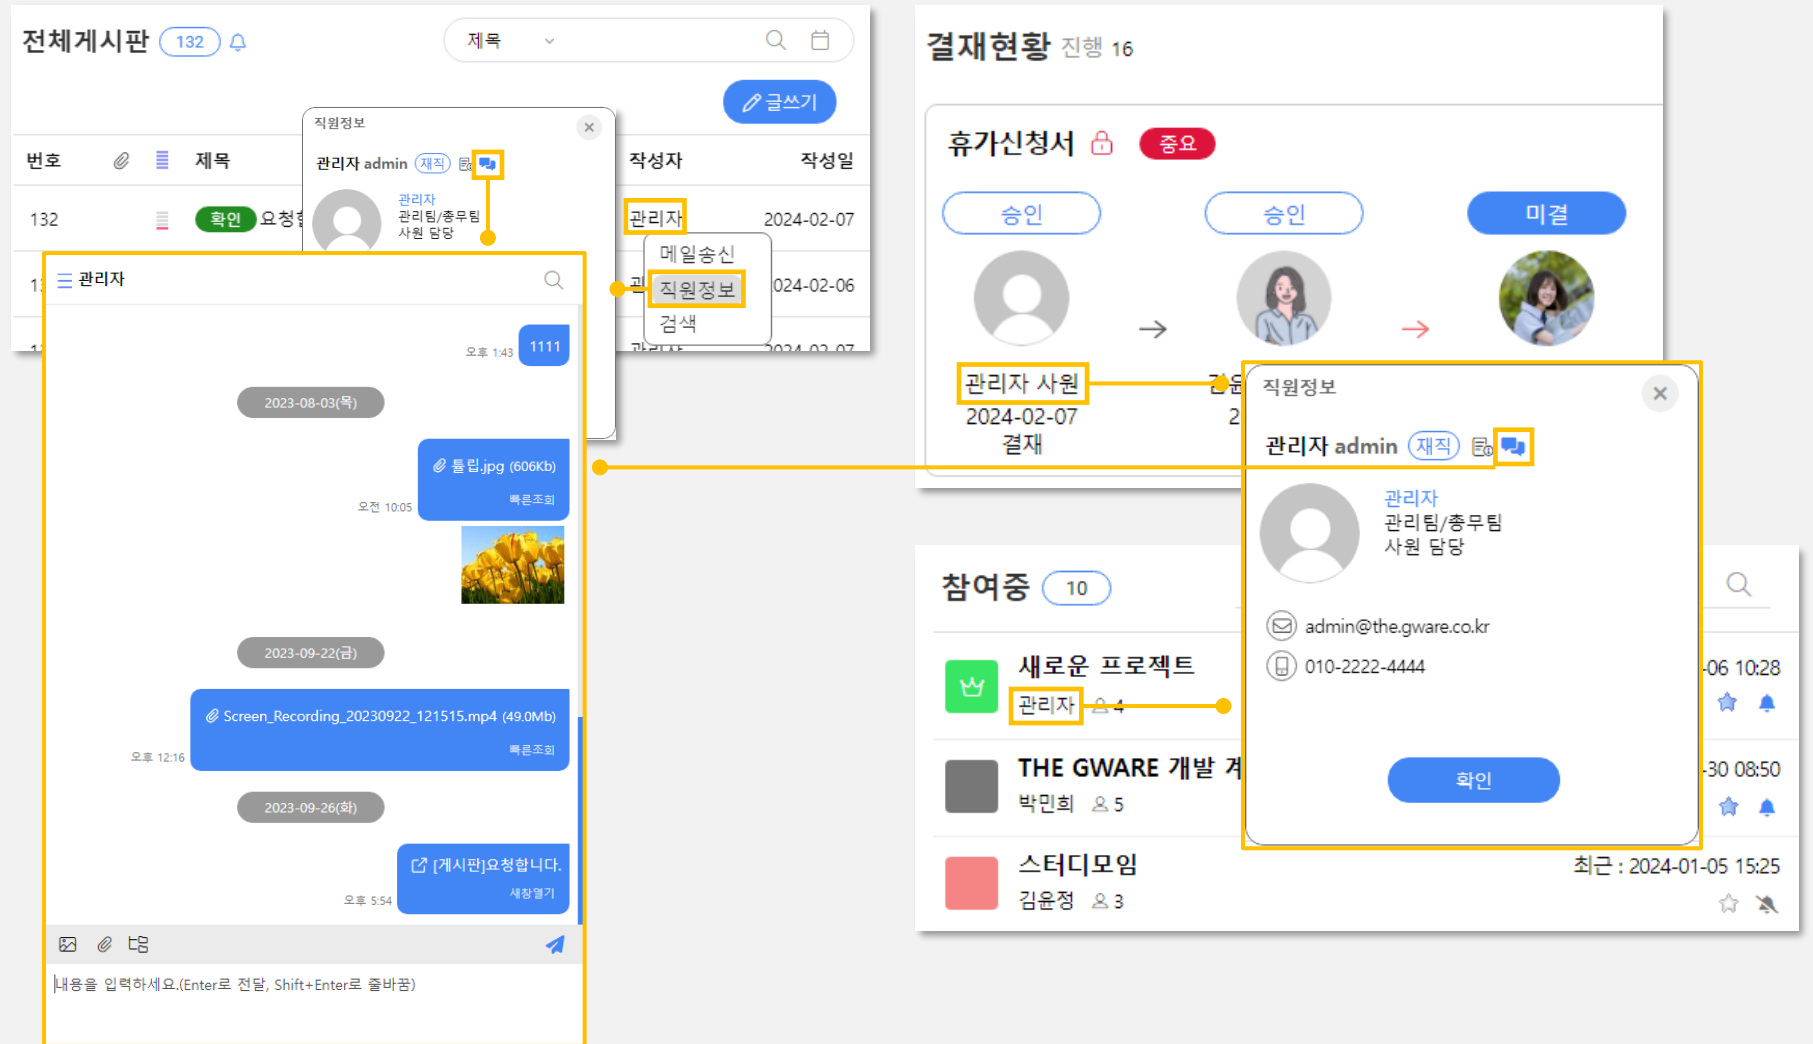 전체게시판 132
제목
글쓰기
번호 제목 작성자 작성일
132 확인 요청합 관리자 2024-02-07
메일송신
직원정보
검색
024-02-06
직원정보
관리자 admin 재직
관리자
관리팀/총무팀
사원 담당
관리자
오후 1:43 1111
2023-08-03(목)
튤립.jpg (606Kb)
빠른조회
오전 10:05
2023-09-22(금)
Screen_Recording_20230922_121515.mp4 (49.0Mb)
빠른조회
오후 12:16
2023-09-26(화)
[게시판]요청합니다.
새창열기
오후 5:54
내용을 입력하세요.(Enter로 전달, Shift+Enter로 줄바꿈)
결재현황 진행 16
휴가신청서 중요
승인 승인 미결
관리자 사원
2024-02-07
결재
직원정보
관리자 admin 재직
관리자
관리팀/총무팀
사원 담당
admin@the.gware.co.kr
010-2222-4444
확인
참여중 10
새로운 프로젝트
-06 10:28
관리자 4
THE GWARE 개발 계
-30 08:50
박민희 5
스터디모임
최근 : 2024-01-05 15:25
김윤정 3